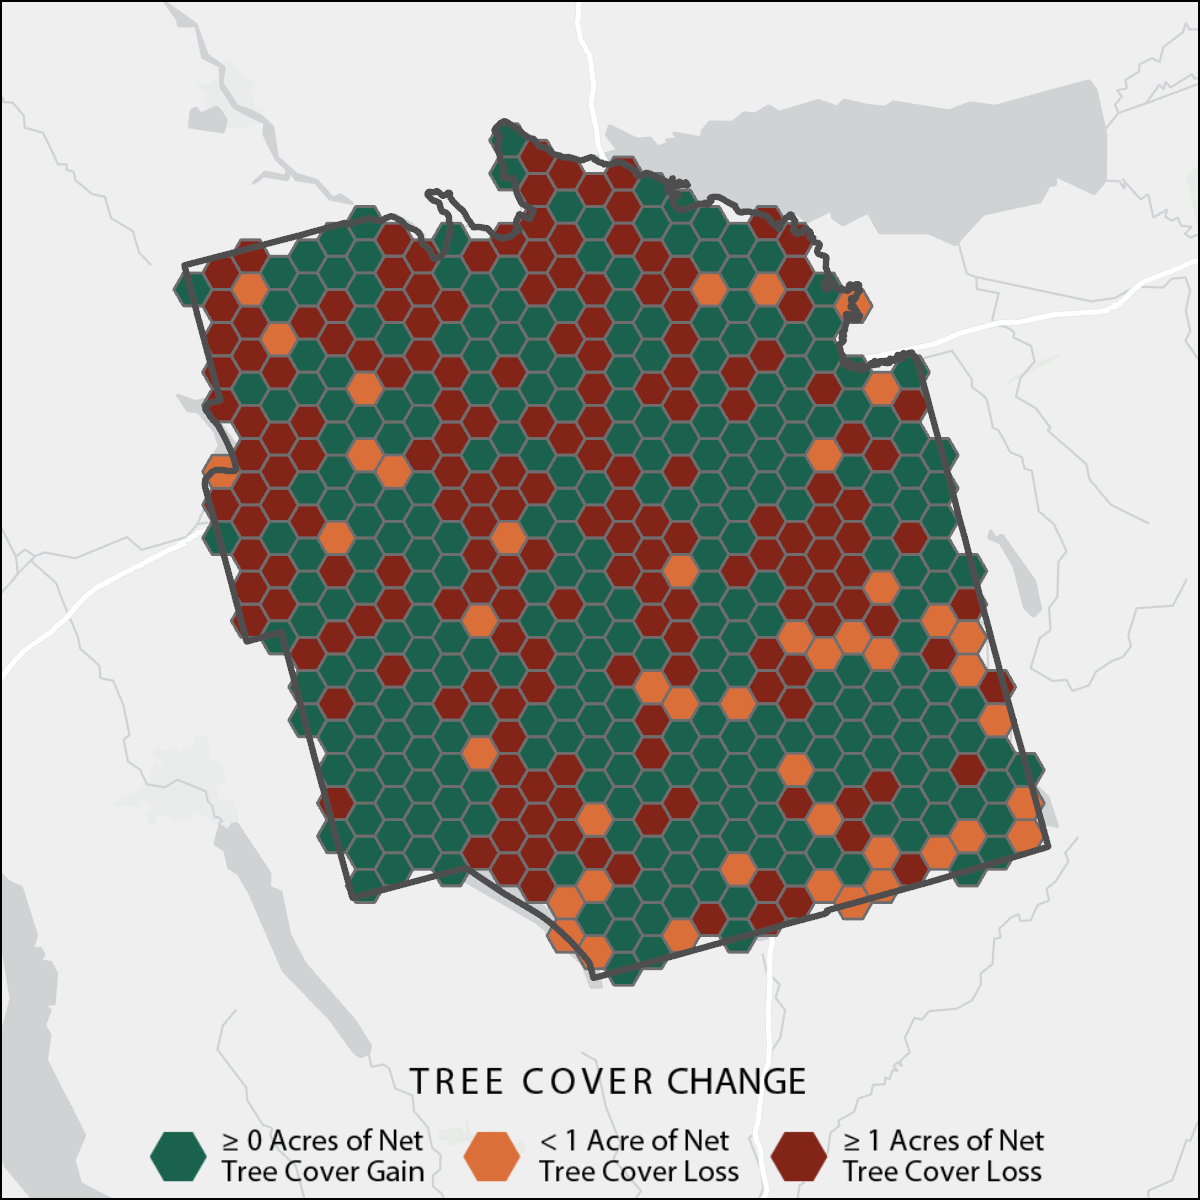 TREE COVER CHANGE
≥ 0 Acres of Net
Tree Cover Gain
< 1 Acre of Net
Tree Cover Loss
≥ 1 Acres of Net
Tree Cover Loss